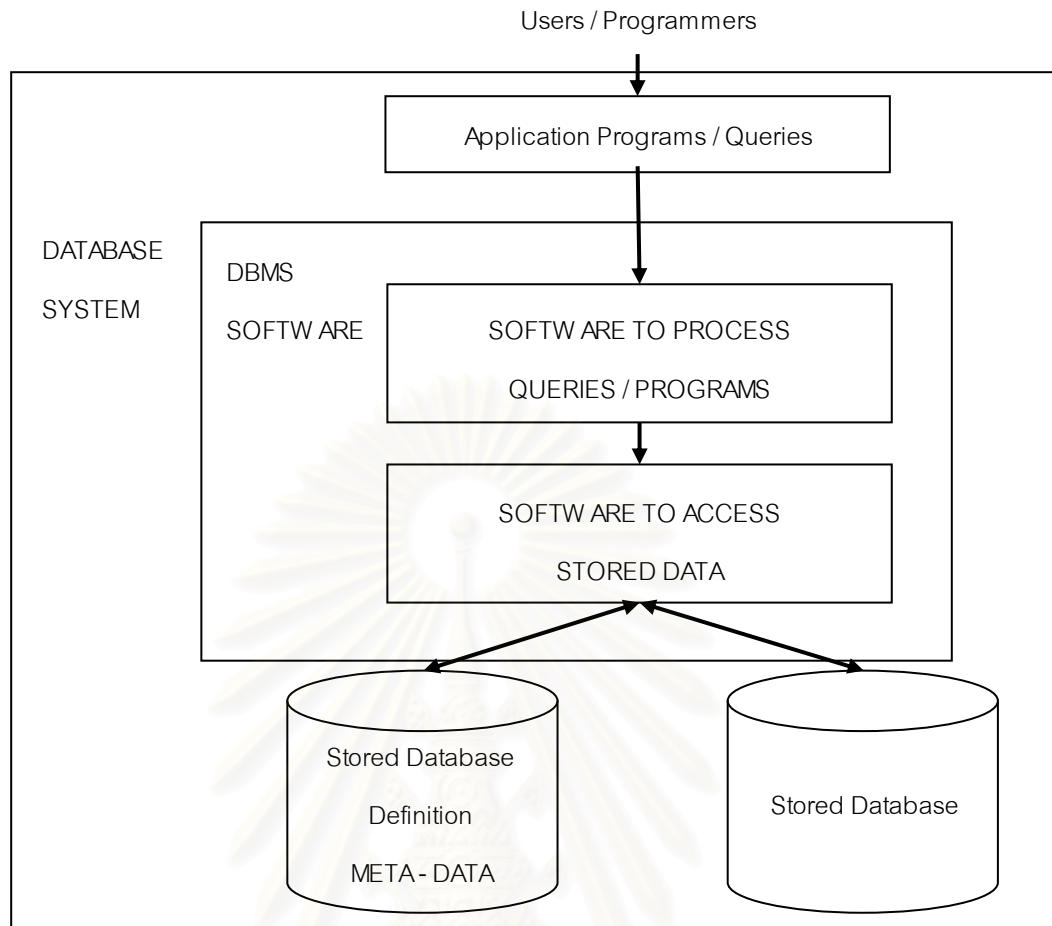 Users / Programmers
Application Programs / Queries
DATABASE
SYSTEM
DBMS
SOFTW ARE
SOFTW ARE TO PROCESS
QUERIES / PROGRAMS
SOFTW ARE TO ACCESS
STORED DATA
Stored Database
Definition
META - DATA
Stored Database